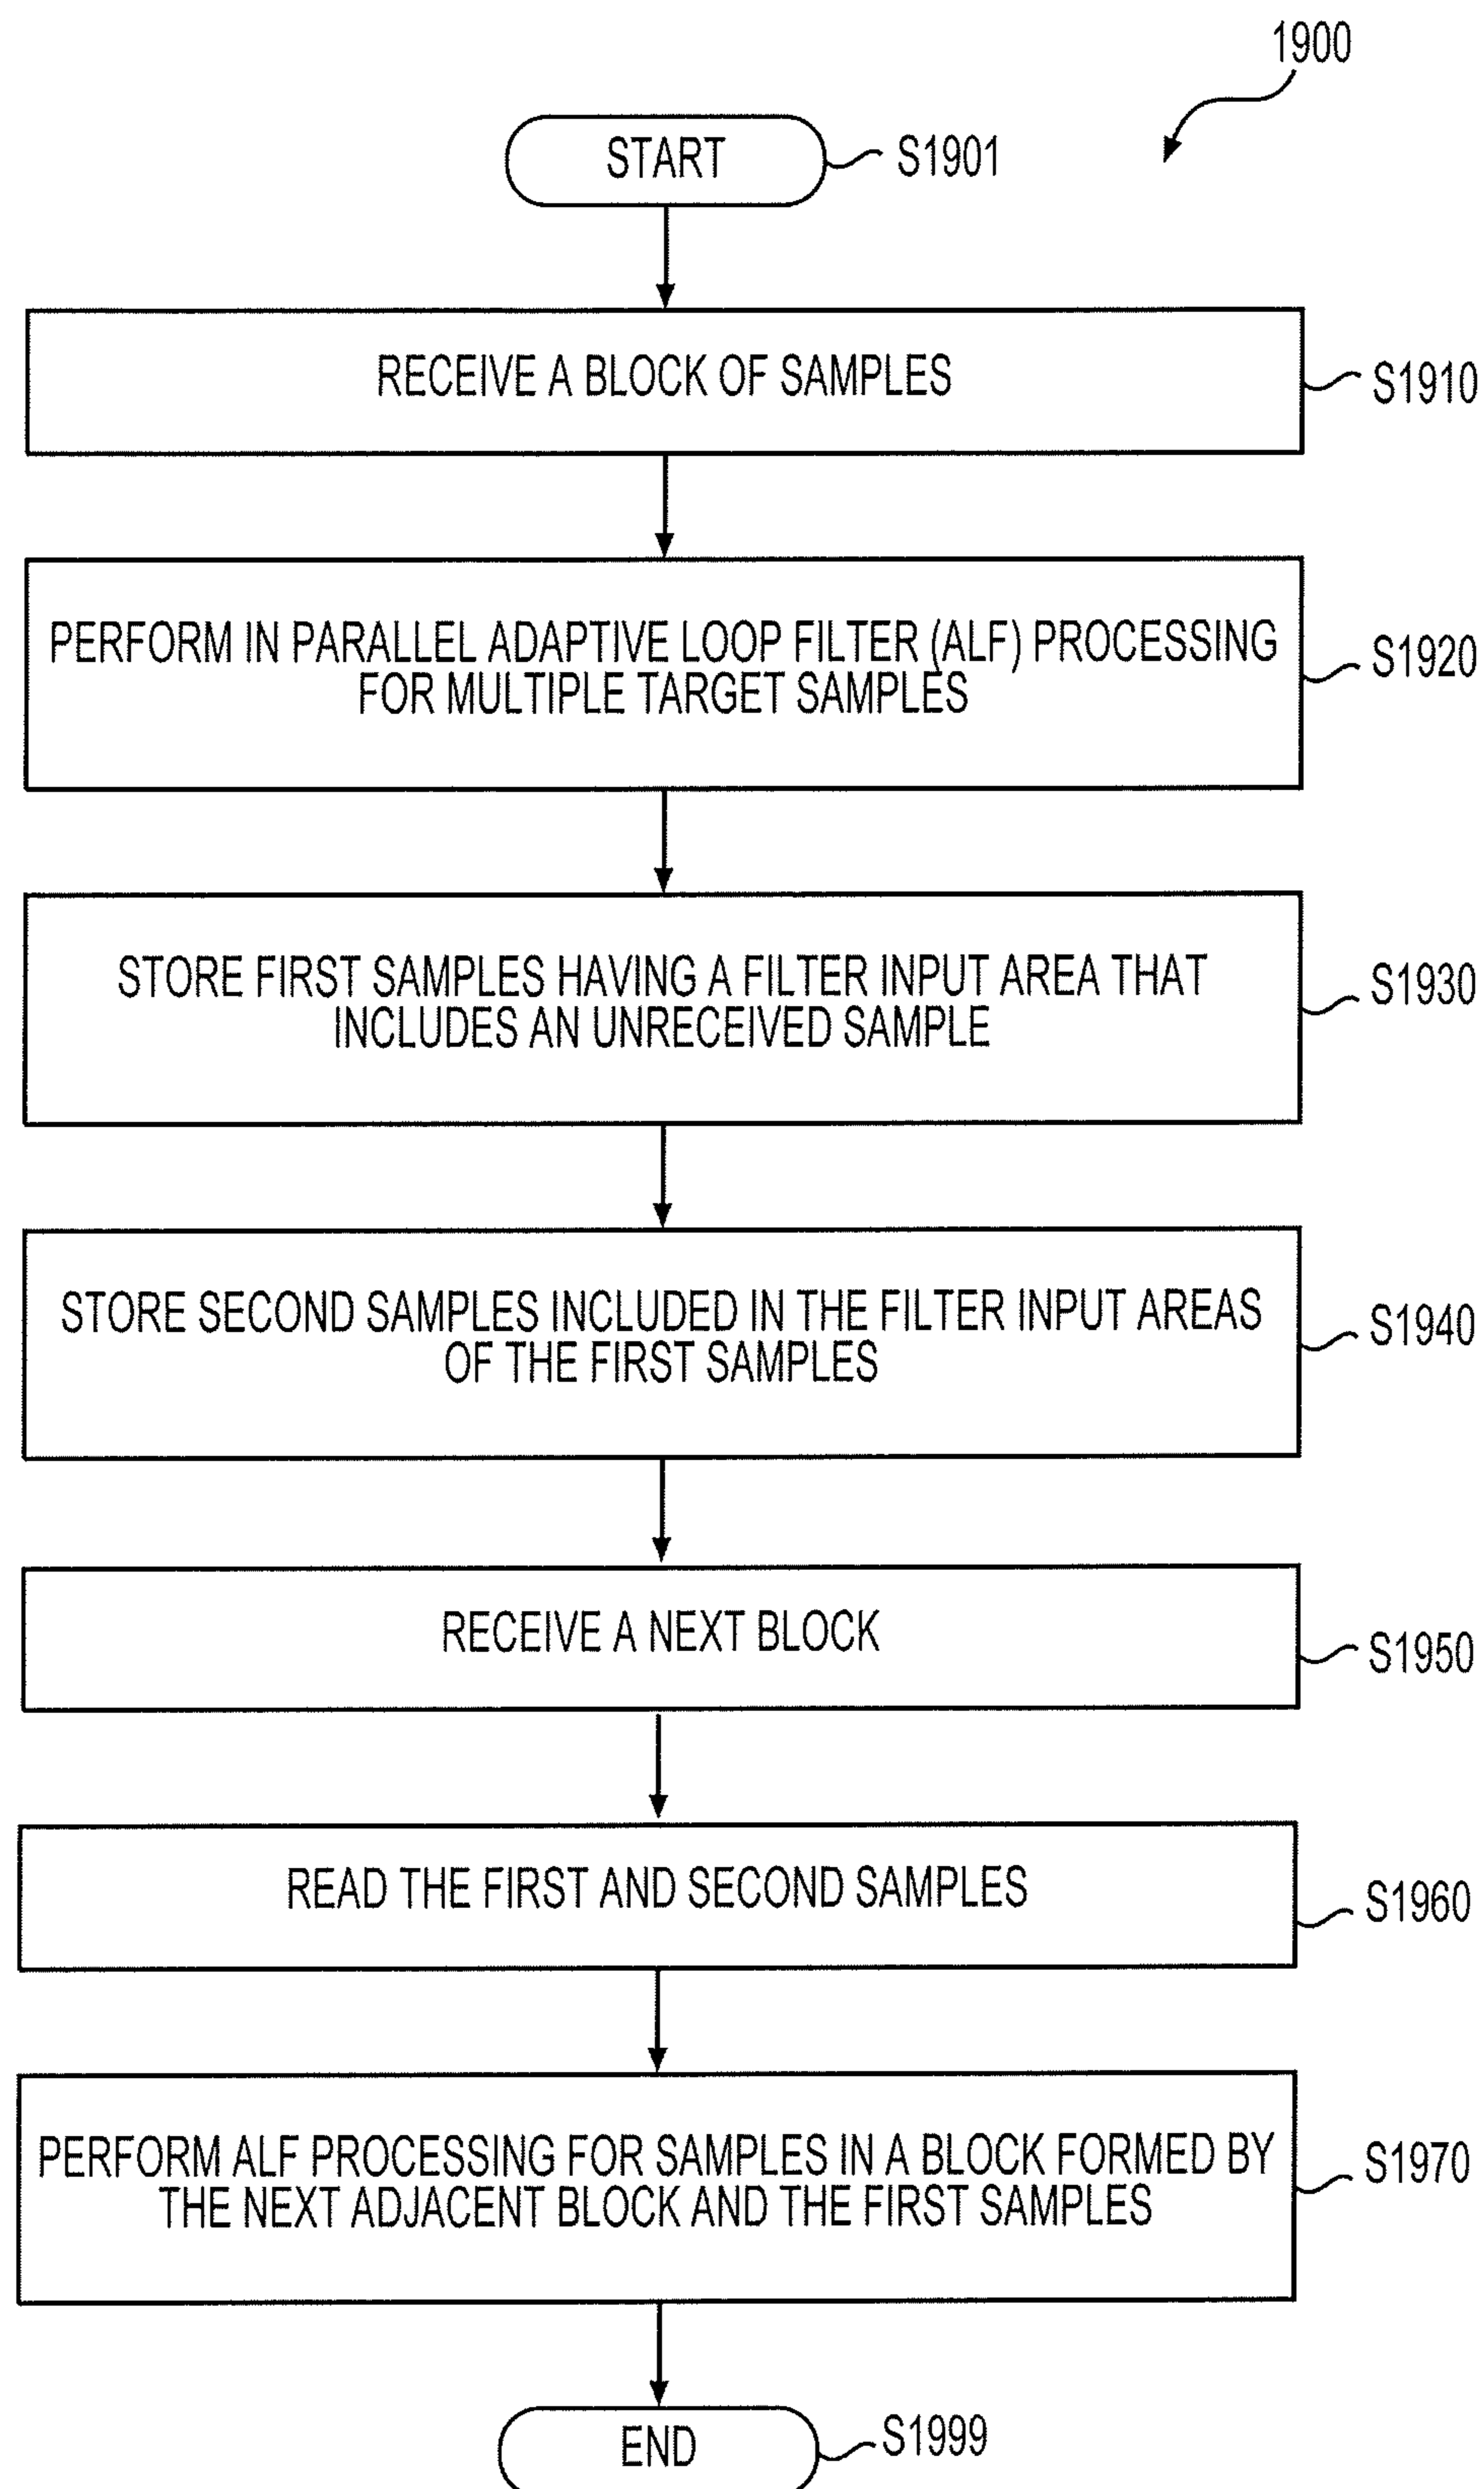 1900
START
S1901
RECEIVE A BLOCK OF SAMPLES
S1910
PERFORM IN PARALLEL ADAPTIVE LOOP FILTER (ALF) PROCESSING
FOR MULTIPLE TARGET SAMPLES
S1920
STORE FIRST SAMPLES HAVING A FILTER INPUT AREA THAT
INCLUDES AN UNRECEIVED SAMPLE
S1930
STORE SECOND SAMPLES INCLUDED IN THE FILTER INPUT AREAS
OF THE FIRST SAMPLES
S1940
RECEIVE A NEXT BLOCK
S1950
READ THE FIRST AND SECOND SAMPLES
S1960
PERFORM ALF PROCESSING FOR SAMPLES IN A BLOCK FORMED BY
THE NEXT ADJACENT BLOCK AND THE FIRST SAMPLES
S1970
END
S1999